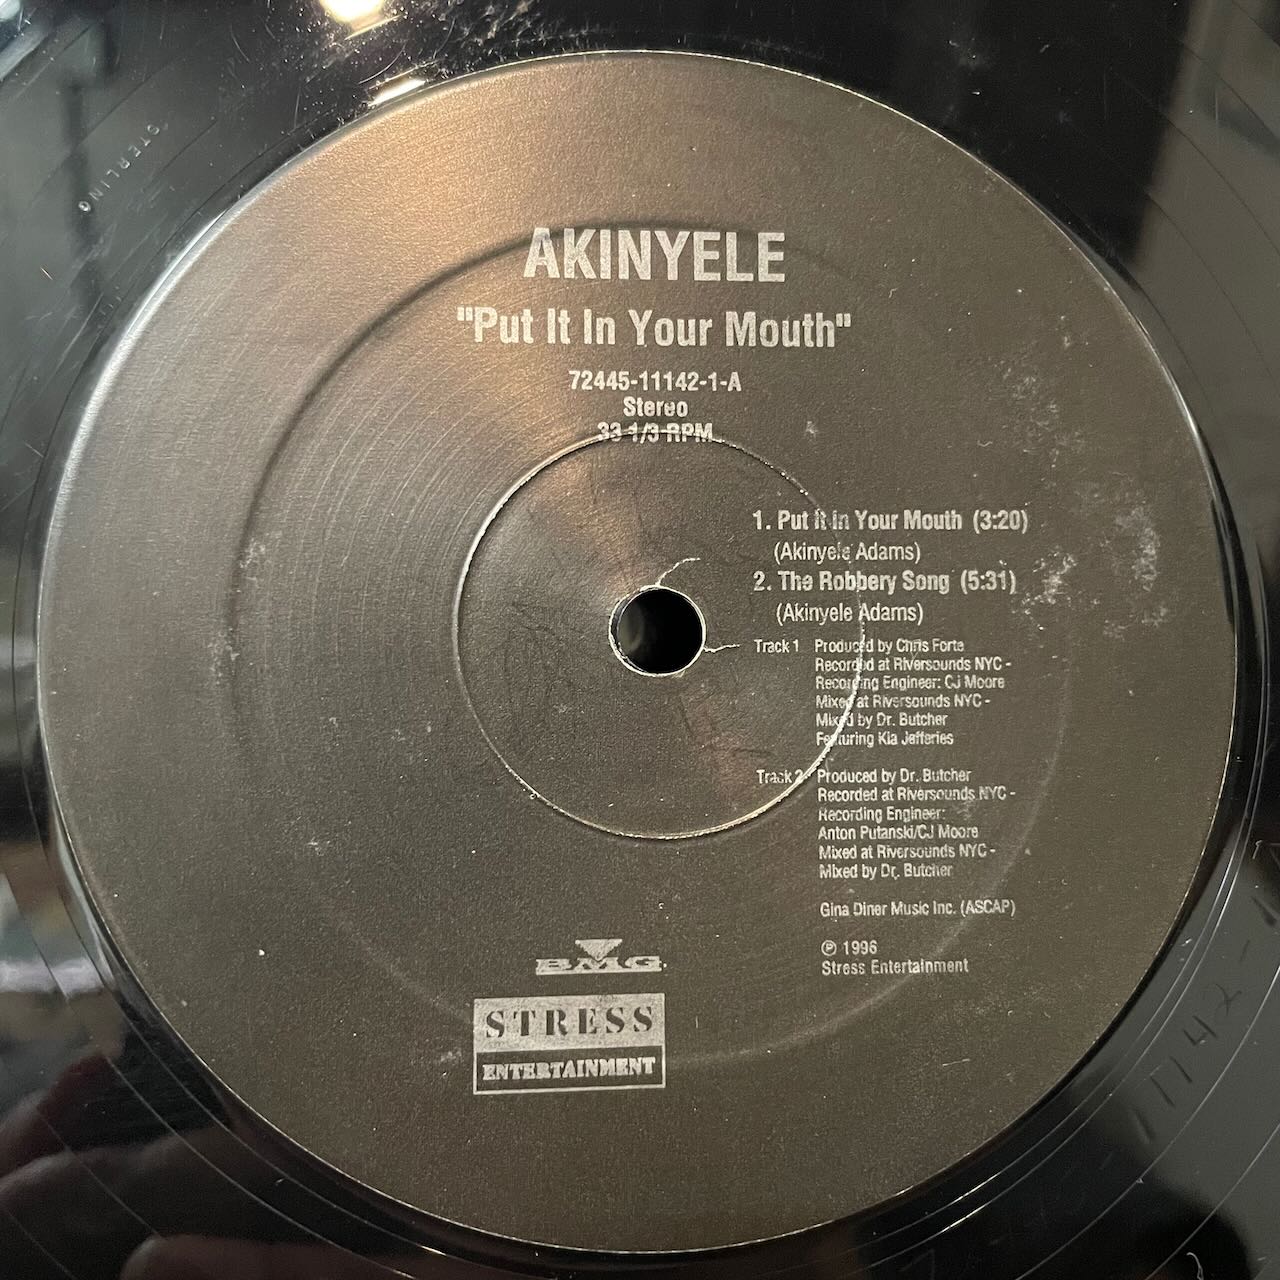 STERLING
AKINYELE
"Put It In Your Mouth"
72445-11142-1-A
Stereo
33 1/3 RPM
1. Put It In Your Mouth (3:20)
(Akinyele Adams)
2. The Robbery Song (5:31)
(Akinyele Adams)
Track 1 Produced by Chris Forte
Recorded at Riversounds NYC -
Recording Engineer: CJ Moore
Mixed at Riversounds NYC -
Mixed by Dr. Butcher
Featuring Kia Jefferies
Track 2 Produced by Dr. Butcher
Recorded at Riversounds NYC -
Recording Engineer:
Anton Putanski/CJ Moore
Mixed at Riversounds NYC -
Mixed by Dr. Butcher
Gina Diner Music Inc. (ASCAP)
℗ 1996
Stress Entertainment
BMG
STRESS
ENTERTAINMENT